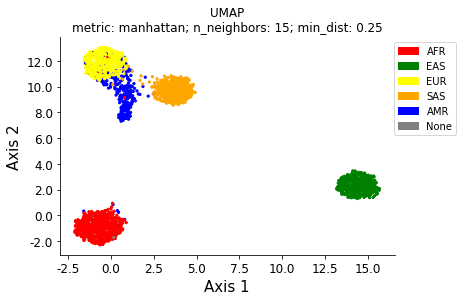 UMAP
metric: manhattan; n_neighbors: 15; min_dist: 0.25
AFR
EAS
EUR
SAS
AMR
None
Axis 2
12.0
10.0
8.0
6.0
4.0
2.0
0.0
-2.0
-2.5 0.0 2.5 5.0 7.5 10.0 12.5 15.0
Axis 1